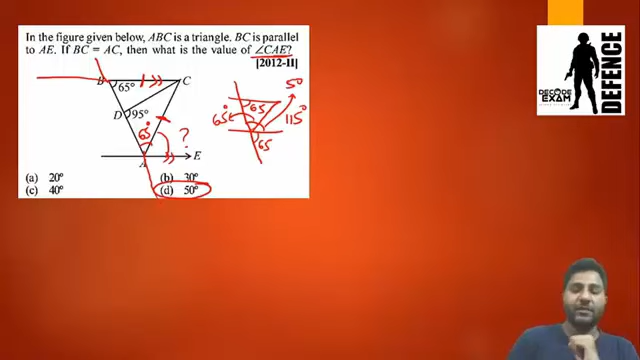 In the figure given below, ABC is a triangle. BC is parallel
to AE. If BC = AC, then what is the value of ∠CAE?
[2012-II]
B
65°
C
D
95°
65°
?
A
E
65
65°
5°
115°
65
(a) 20°
(b) 30°
(c) 40°
(d) 50°
DECODE
EXAM
DEFENCE